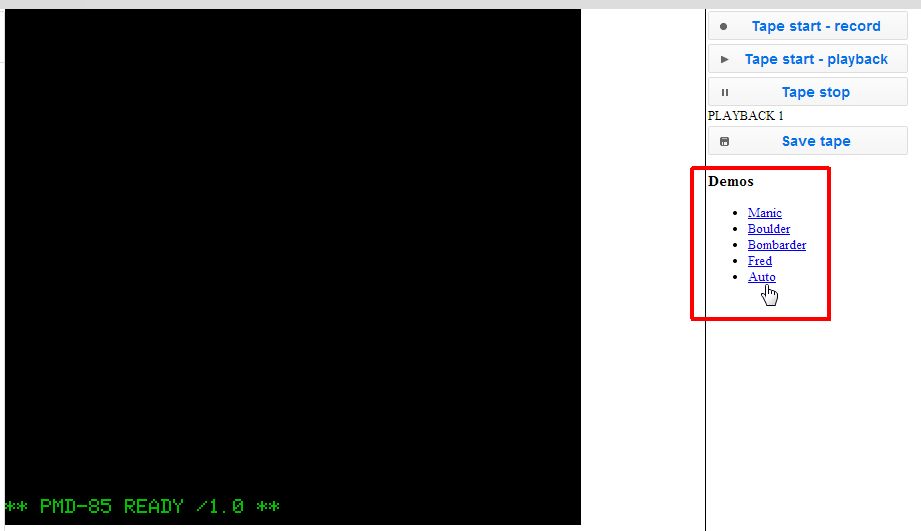 Tape start - record
Tape start - playback
Tape stop
PLAYBACK 1
Save tape
Demos
Manic
Boulder
Bombarder
Fred
Auto
** PMD-85 READY /1.0 **